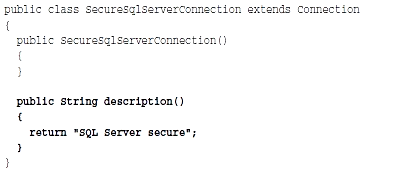 public class SecureSqlServerConnection extends Connection
{
public SecureSqlServerConnection()
{
}
public String description()
{
return "SQL Server secure";
}
}